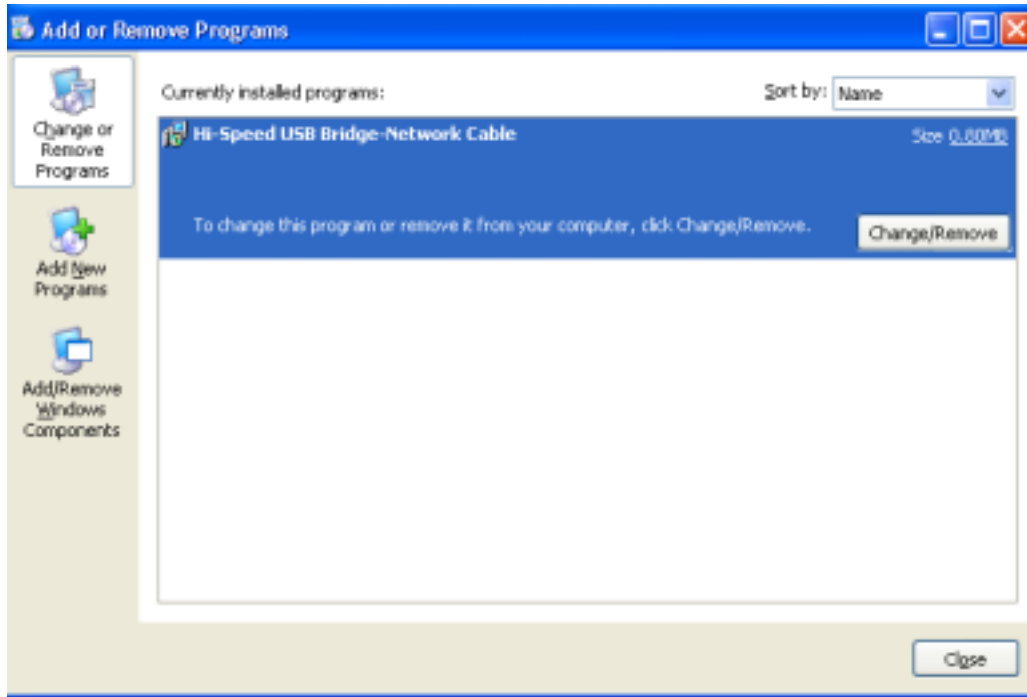 Add or Remove Programs
Change or
Remove
Programs
Add New
Programs
Add/Remove
Windows
Components
Currently installed programs:
Sort by: Name
Hi-Speed USB Bridge-Network Cable
Size 0.80MB
To change this program or remove it from your computer, click Change/Remove.
Change/Remove
Close